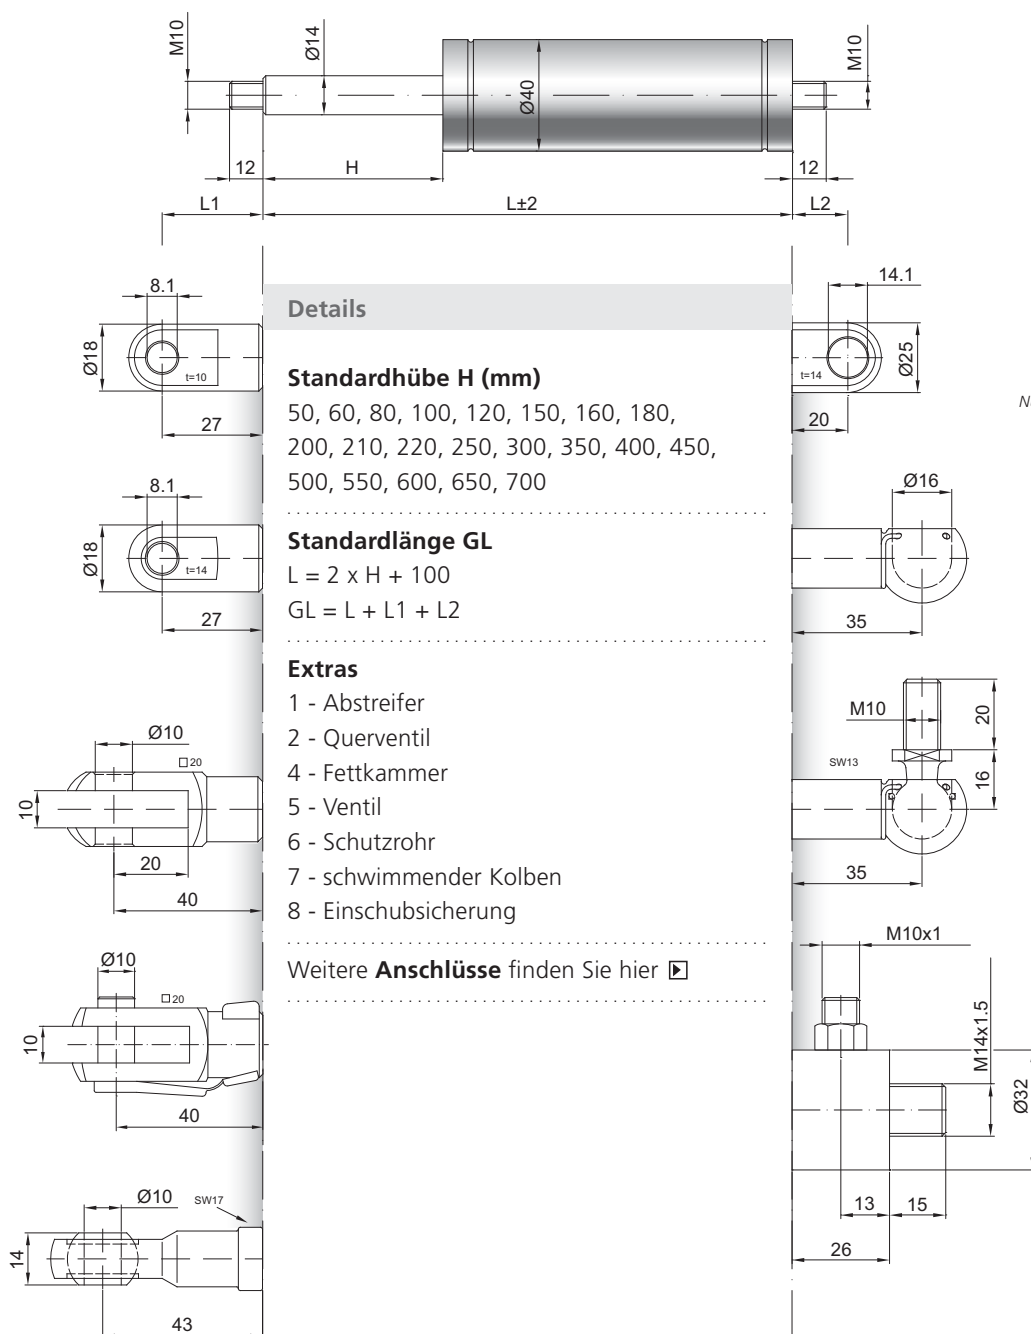 M10
Ø14
Ø40
M10
12
H
12
L1
L±2
L2
8.1
Ø18
t=10
27
14.1
Ø25
t=14
20
Details
Standardhübe H (mm)
50, 60, 80, 100, 120, 150, 160, 180,
200, 210, 220, 250, 300, 350, 400, 450,
500, 550, 600, 650, 700
Standardlänge GL
L = 2 x H + 100
GL = L + L1 + L2
Extras
1 - Abstreifer
2 - Querventil
4 - Fettkammer
5 - Ventil
6 - Schutzrohr
7 - schwimmender Kolben
8 - Einschubsicherung
Weitere Anschlüsse finden Sie hier
8.1
Ø18
t=14
27
Ø10
□20
10
20
40
Ø10
□20
10
40
Ø10
SW17
14
43
Ø16
35
M10
20
SW13
16
35
M10x1
M14x1.5
Ø32
13
15
26